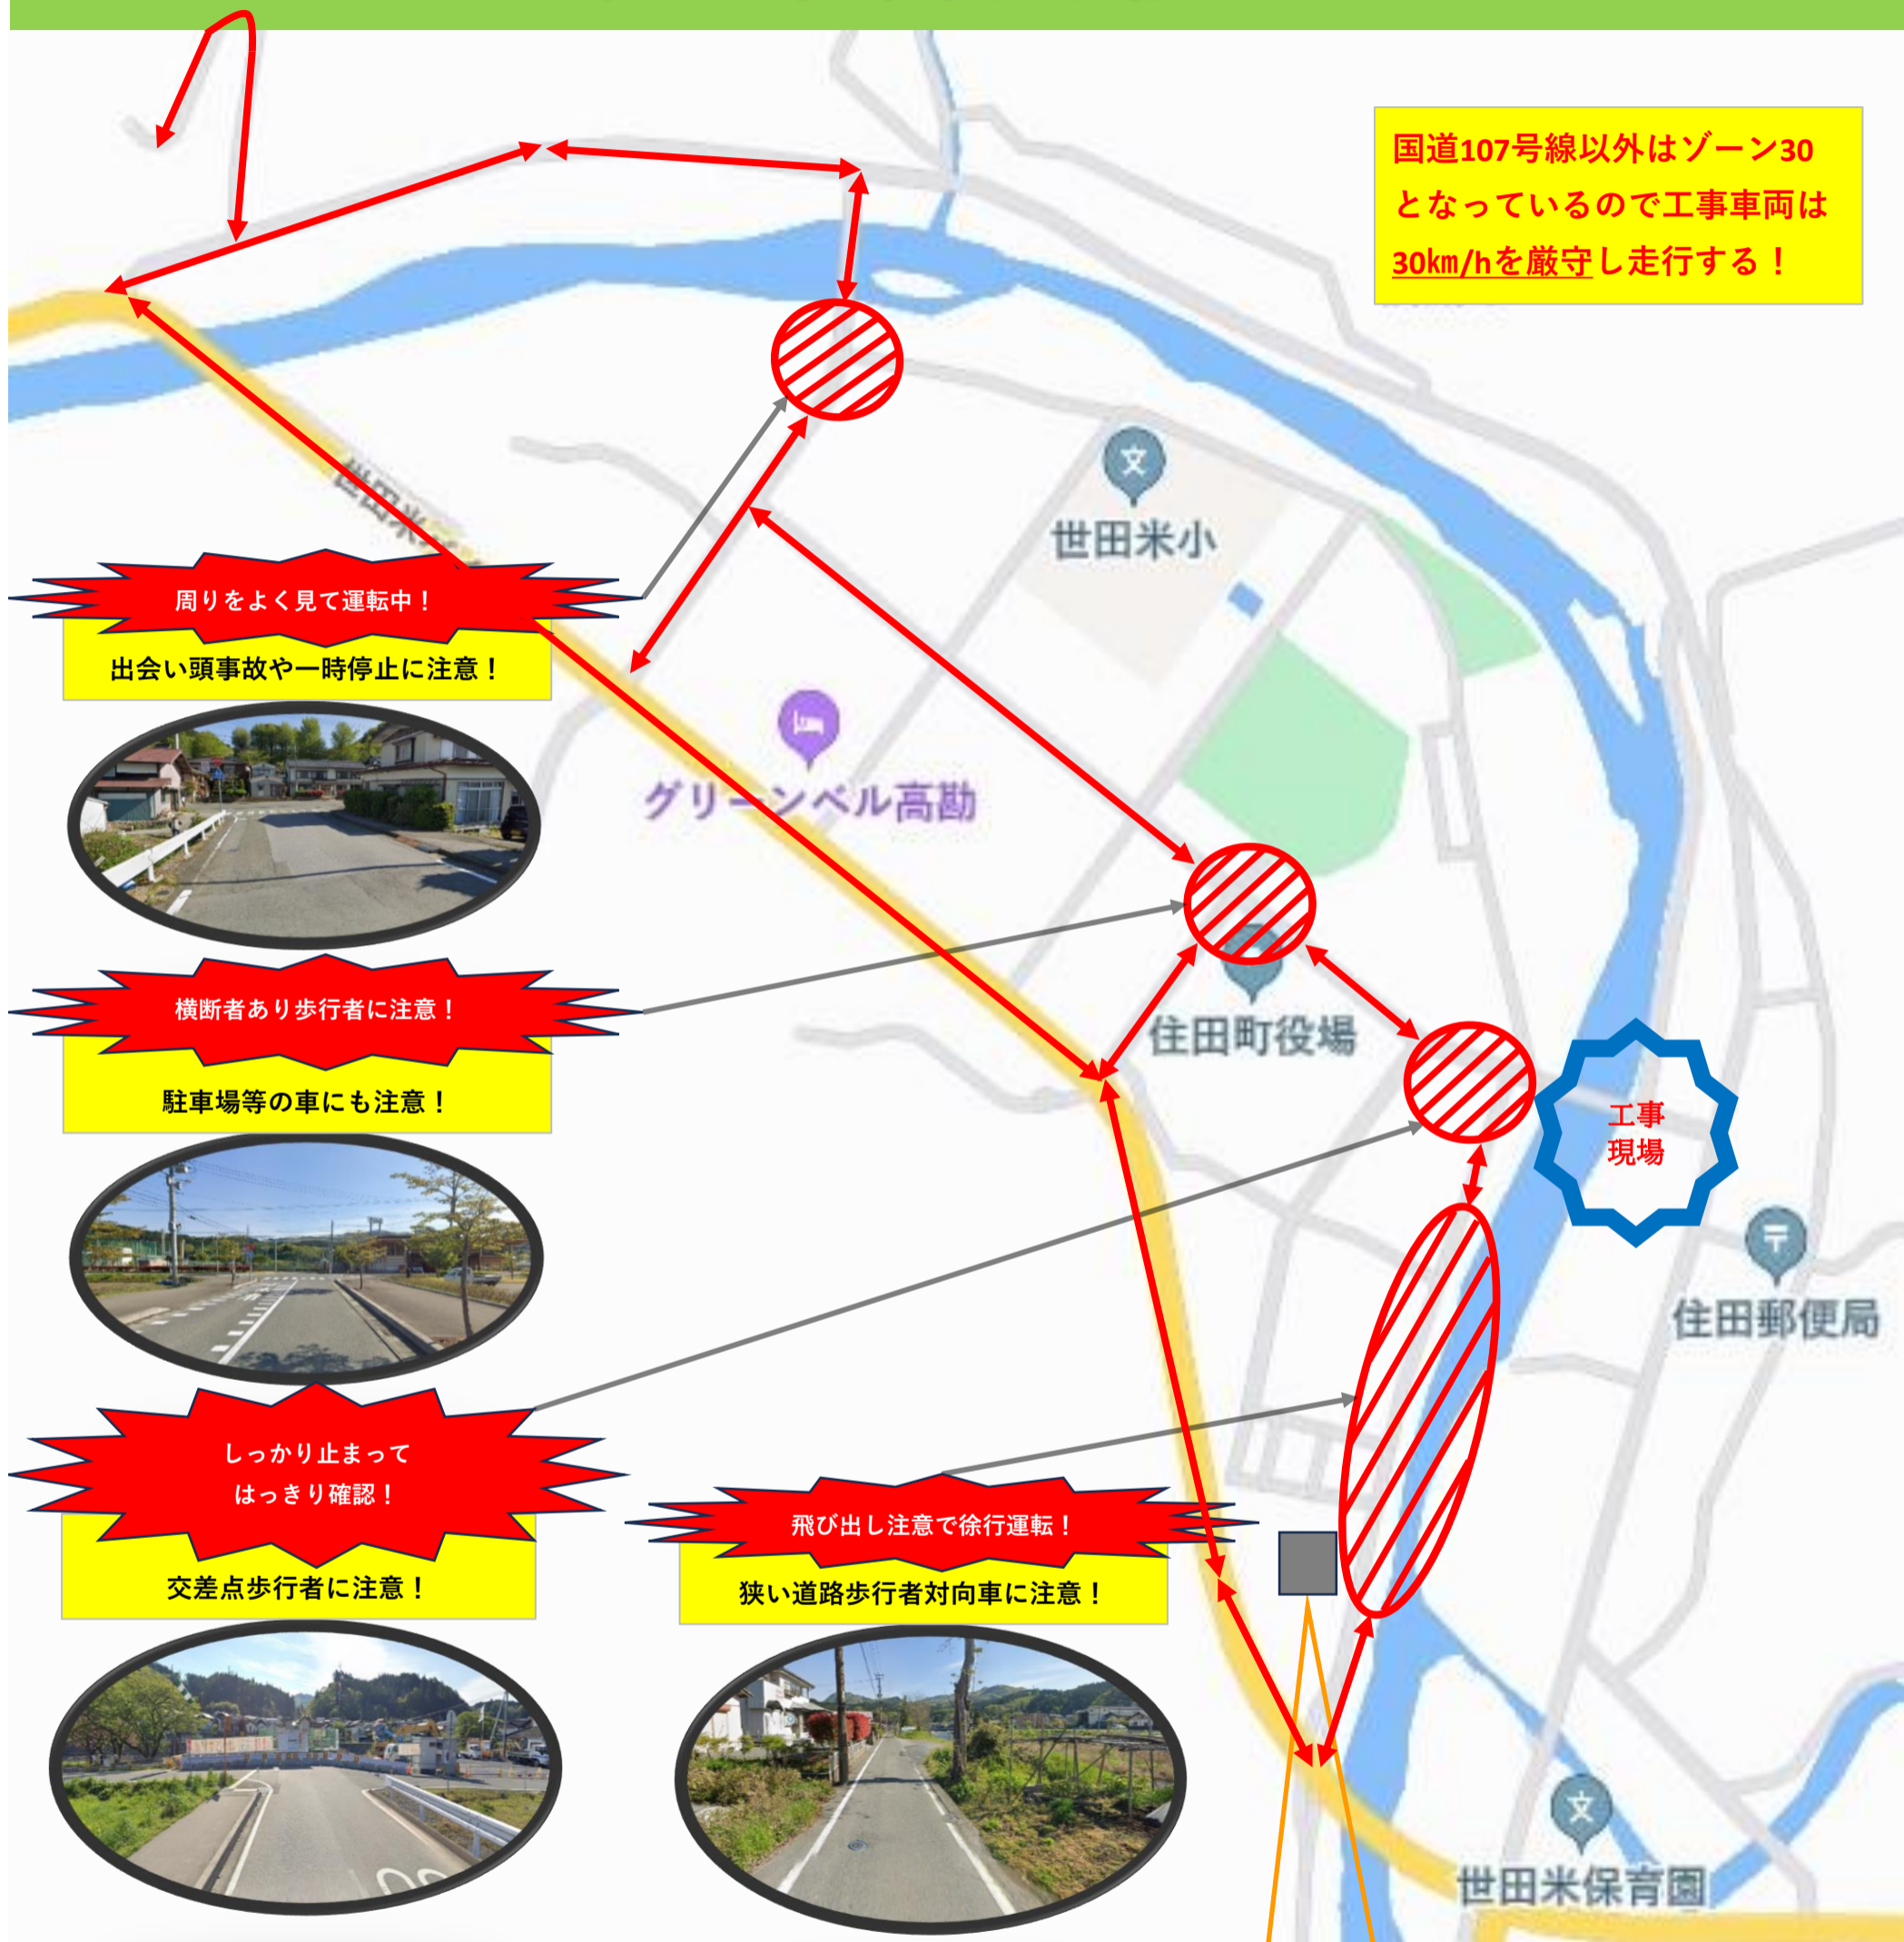 国道107号線以外はゾーン30
となっているので工事車両は
30㎞/hを厳守し走行する！
世田米
世田米小
周りをよく見て運転中！
出会い頭事故や一時停止に注意！
グリーンベル高勘
横断者あり歩行者に注意！
駐車場等の車にも注意！
住田町役場
工事
現場
住田郵便局
しっかり止まって
はっきり確認！
交差点歩行者に注意！
飛び出し注意で徐行運転！
狭い道路歩行者対向車に注意！
世田米保育園